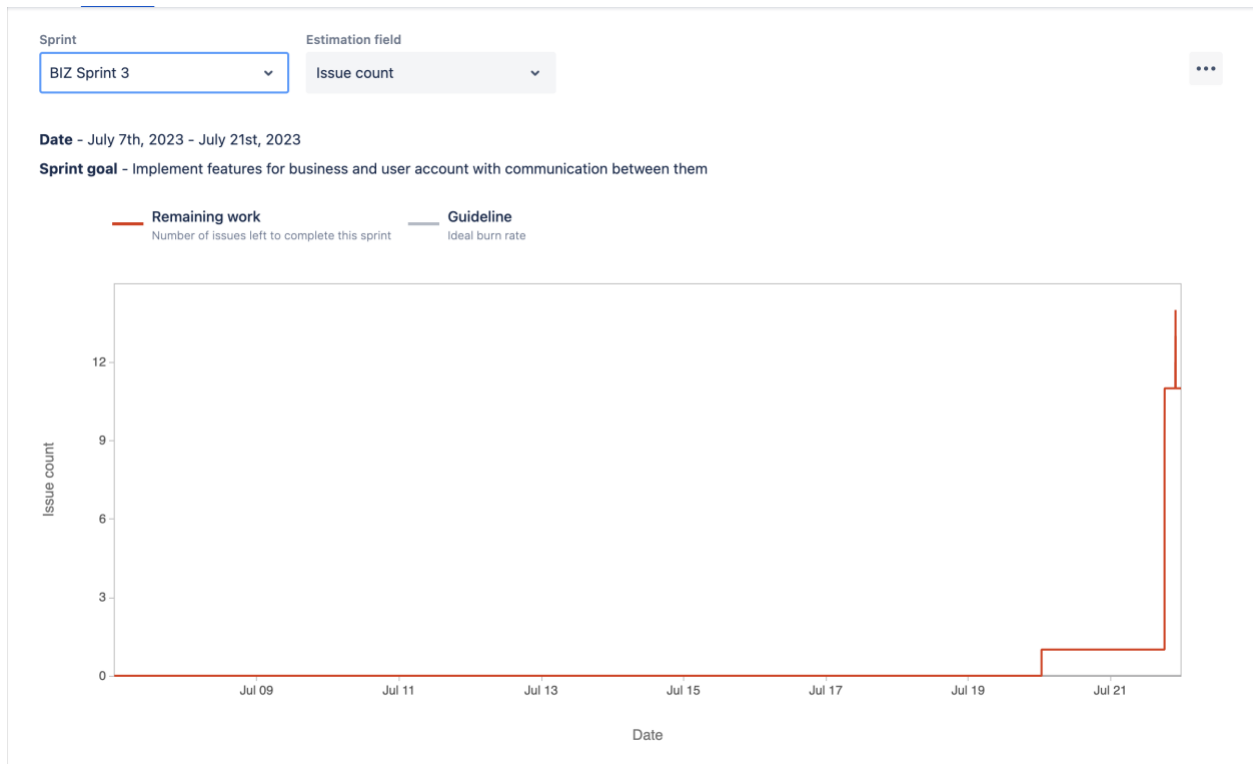 Sprint
Estimation field
BIZ Sprint 3
Issue count
Date - July 7th, 2023 - July 21st, 2023
Sprint goal - Implement features for business and user account with communication between them
Remaining work
Number of issues left to complete this sprint
Guideline
Ideal burn rate
12
9
6
3
0
Issue count
Jul 09
Jul 11
Jul 13
Jul 15
Jul 17
Jul 19
Jul 21
Date